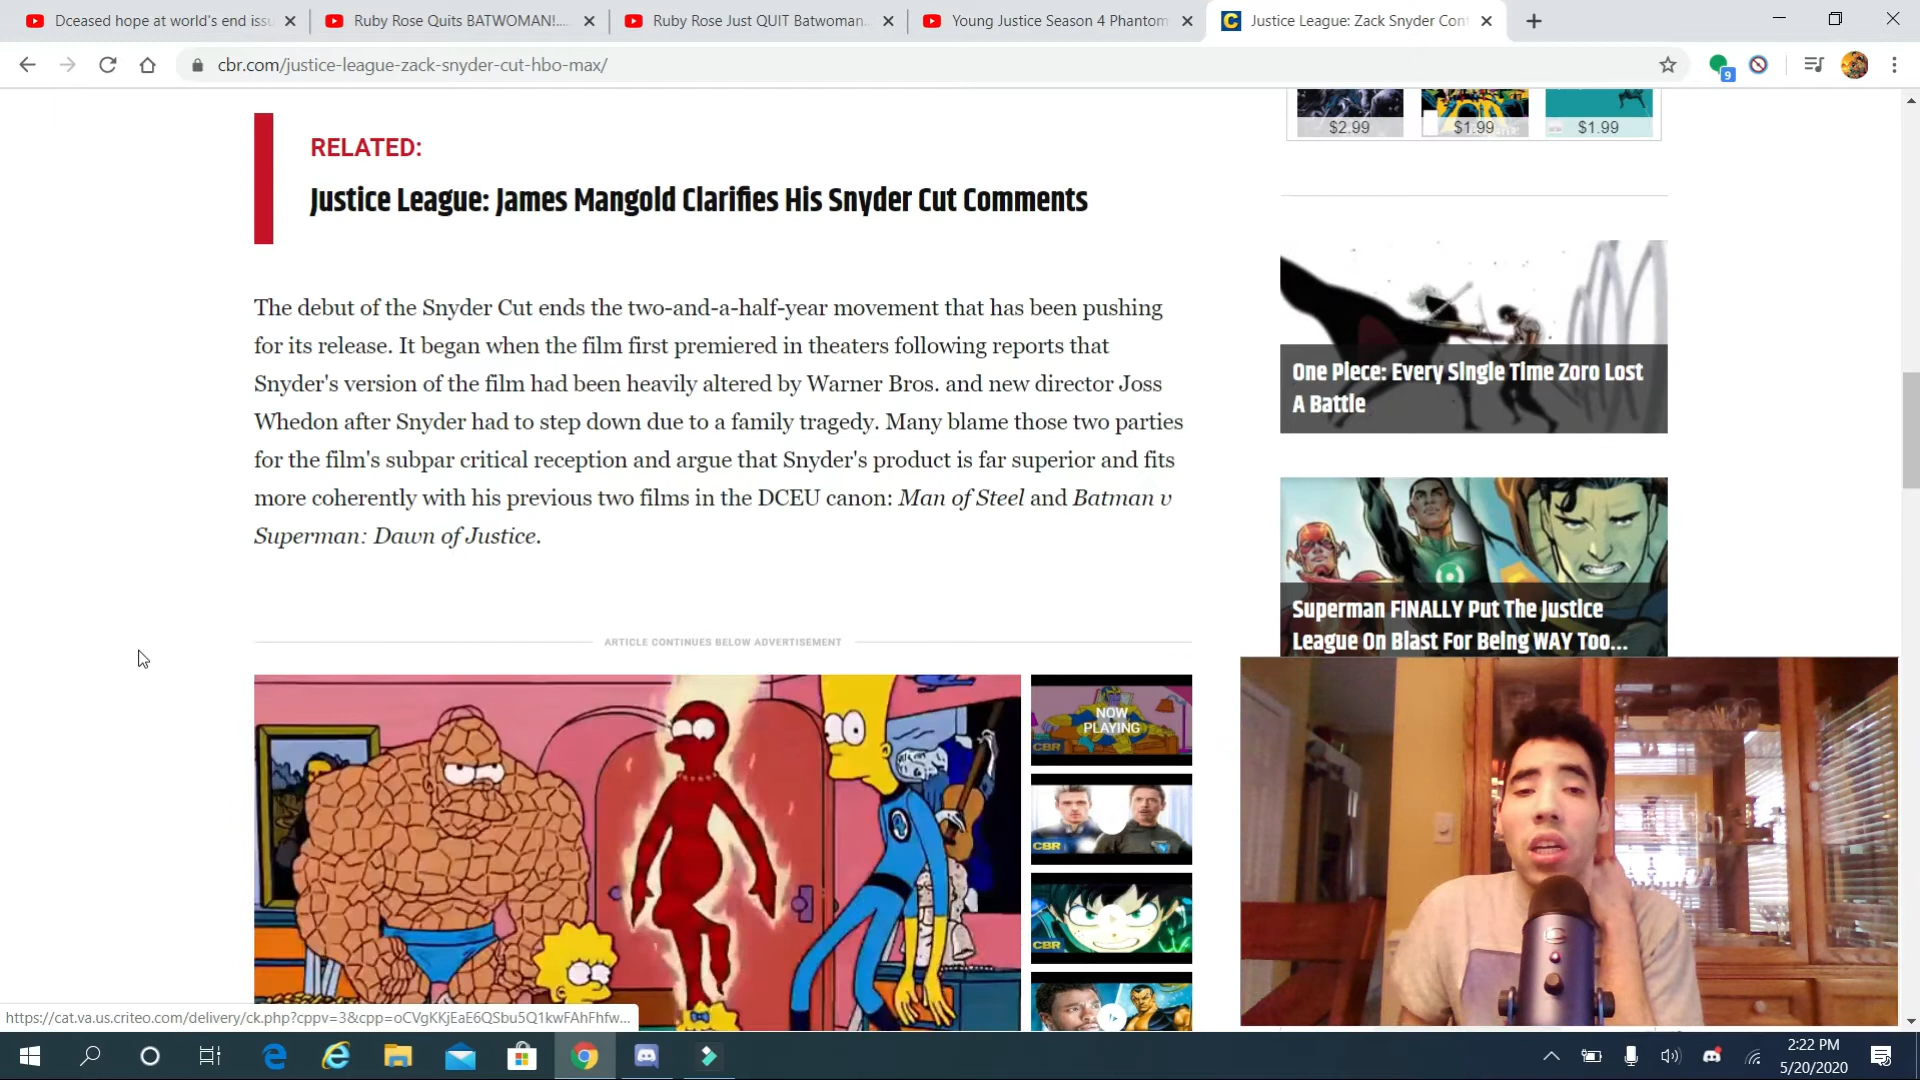 Dceased hope at world's end issu
Ruby Rose Quits BATWOMAN!....
Ruby Rose Just QUIT Batwoman.
Young Justice Season 4 Phantom
Justice League: Zack Snyder Con
cbr.com/justice-league-zack-snyder-cut-hbo-max/
9
$2.99
$1.99
$1.99
RELATED:
Justice League: James Mangold Clarifies His Snyder Cut Comments
The debut of the Snyder Cut ends the two-and-a-half-year movement that has been pushing
for its release. It began when the film first premiered in theaters following reports that
Snyder's version of the film had been heavily altered by Warner Bros. and new director Joss
Whedon after Snyder had to step down due to a family tragedy. Many blame those two parties
for the film's subpar critical reception and argue that Snyder's product is far superior and fits
more coherently with his previous two films in the DCEU canon: Man of Steel and Batman v
Superman: Dawn of Justice.
One Piece: Every Single Time Zoro Lost
A Battle
Superman FINALLY Put The Justice
League On Blast For Being WAY Too...
ARTICLE CONTINUES BELOW ADVERTISEMENT
NOW
PLAYING
CBR
CBR
CBR
https://cat.va.us.criteo.com/delivery/ck.php?cppv=3&cpp=oCVgKKjEaE6QSbu5Q1kwFAhFhfw...
2:22 PM
5/20/2020